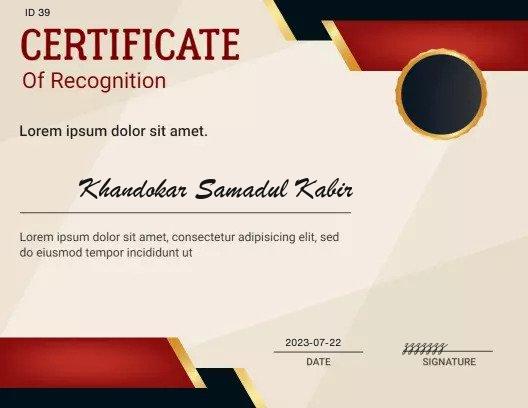 ID 39
CERTIFICATE
Of Recognition
Lorem ipsum dolor sit amet.
Khandokar Samadul Kabir
Lorem ipsum dolor sit amet, consectetur adipisicing elit, sed
do eiusmod tempor incididunt ut
2023-07-22
DATE
SIGNATURE